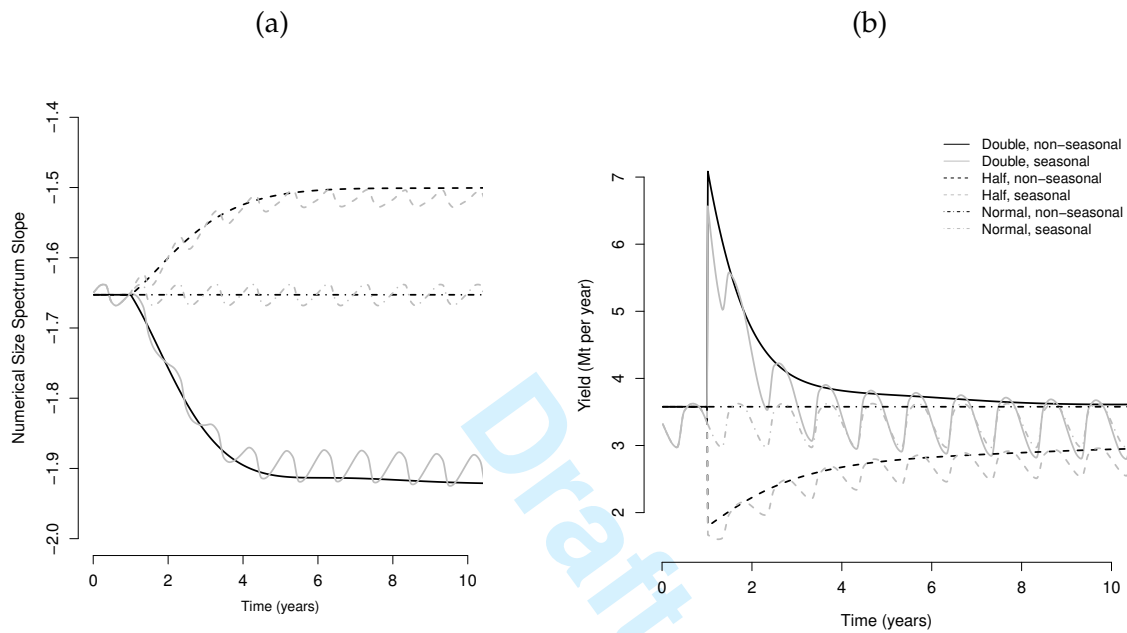 (a)
(b)
Numerical Size Spectrum Slope
−1.4
−1.5
−1.6
−1.7
−1.8
−1.9
−2.0
0 2 4 6 8 10
Time (years)
Yield (Mt per year)
7
6
5
4
3
2
0 2 4 6 8 10
Time (years)
Double, non−seasonal
Double, seasonal
Half, non−seasonal
Half, seasonal
Normal, non−seasonal
Normal, seasonal
Draft